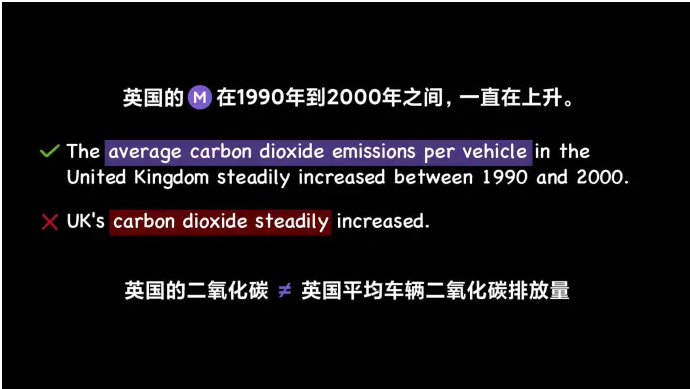 英国的 M 在1990年到2000年之间，一直在上升。
The average carbon dioxide emissions per vehicle in the
United Kingdom steadily increased between 1990 and 2000.
UK's carbon dioxide steadily increased.
英国的二氧化碳 ≠ 英国平均车辆二氧化碳排放量